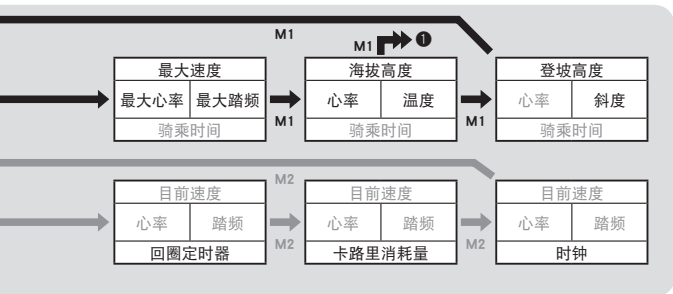 M1
M1 ❶
最大速度 海拔高度 登坡高度
最大心率 最大踏频 M1 心率 温度 M1 心率 斜度
骑乘时间 骑乘时间 骑乘时间
M2
目前速度 目前速度 目前速度
心率 踏频 M2 心率 踏频 M2 心率 踏频
回圈定时器 卡路里消耗量 时钟